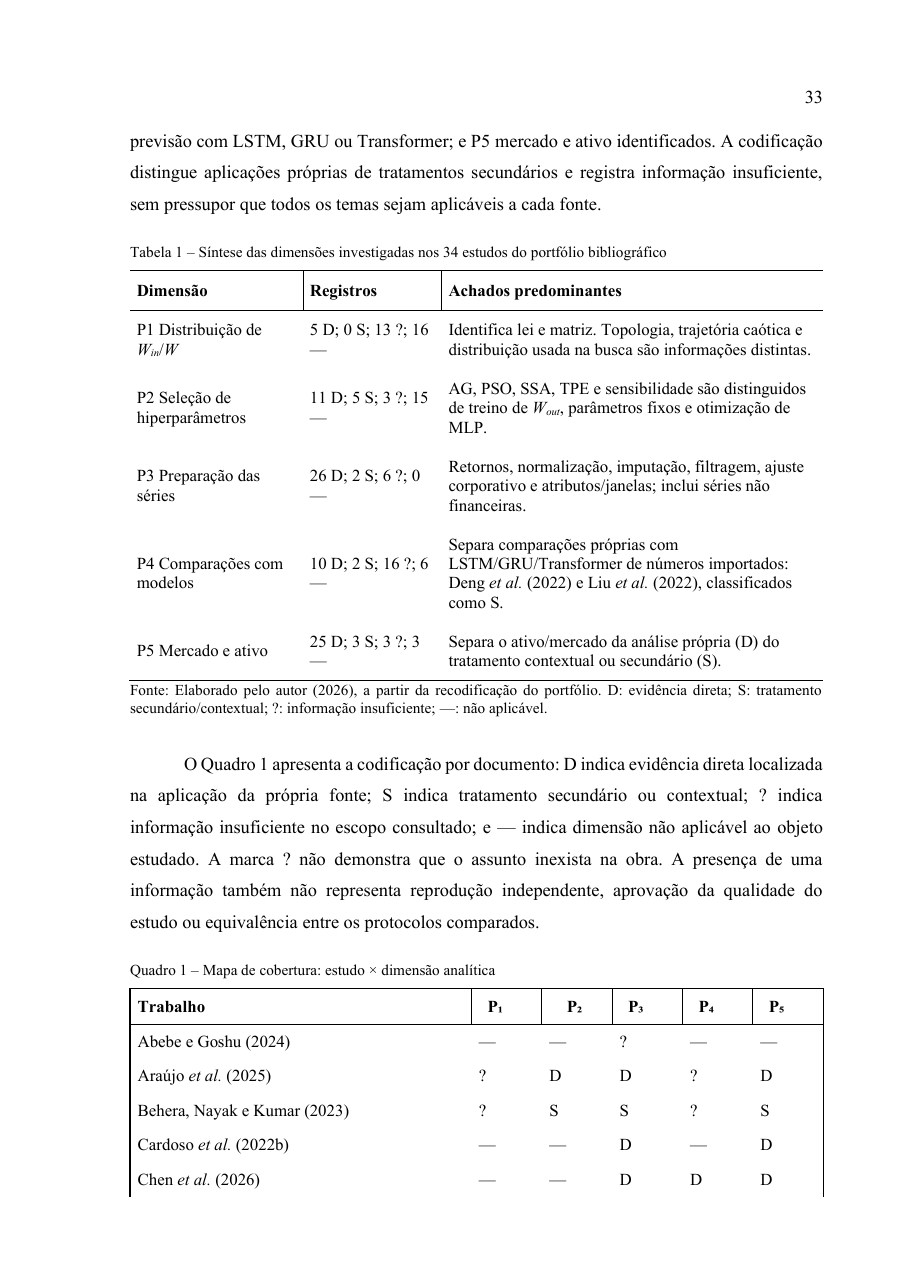 33
previsão com LSTM, GRU ou Transformer; e P5 mercado e ativo identificados. A codificação
distingue aplicações próprias de tratamentos secundários e registra informação insuficiente,
sem pressupor que todos os temas sejam aplicáveis a cada fonte.
Tabela 1 – Síntese das dimensões investigadas nos 34 estudos do portfólio bibliográfico
Dimensão Registros Achados predominantes
P1 Distribuição de
Win/W
5 D; 0 S; 13 ?; 16
—
Identifica lei e matriz. Topologia, trajetória caótica e
distribuição usada na busca são informações distintas.
P2 Seleção de
hiperparâmetros
11 D; 5 S; 3 ?; 15
—
AG, PSO, SSA, TPE e sensibilidade são distinguidos
de treino de Wout, parâmetros fixos e otimização de
MLP.
P3 Preparação das
séries
26 D; 2 S; 6 ?; 0
—
Retornos, normalização, imputação, filtragem, ajuste
corporativo e atributos/janelas; inclui séries não
financeiras.
P4 Comparações com
modelos
10 D; 2 S; 16 ?; 6
—
Separa comparações próprias com
LSTM/GRU/Transformer de números importados:
Deng et al. (2022) e Liu et al. (2022), classificados
como S.
P5 Mercado e ativo
25 D; 3 S; 3 ?; 3
—
Separa o ativo/mercado da análise própria (D) do
tratamento contextual ou secundário (S).
Fonte: Elaborado pelo autor (2026), a partir da recodificação do portfólio. D: evidência direta; S: tratamento
secundário/contextual; ?: informação insuficiente; —: não aplicável.
O Quadro 1 apresenta a codificação por documento: D indica evidência direta localizada
na aplicação da própria fonte; S indica tratamento secundário ou contextual; ? indica
informação insuficiente no escopo consultado; e — indica dimensão não aplicável ao objeto
estudado. A marca ? não demonstra que o assunto inexista na obra. A presença de uma
informação também não representa reprodução independente, aprovação da qualidade do
estudo ou equivalência entre os protocolos comparados.
Quadro 1 – Mapa de cobertura: estudo × dimensão analítica
Trabalho P₁ P₂ P₃ P₄ P₅
Abebe e Goshu (2024) — — ? — —
Araújo et al. (2025) ? D D ? D
Behera, Nayak e Kumar (2023) ? S S ? S
Cardoso et al. (2022b) — — D — D
Chen et al. (2026) — — D D D